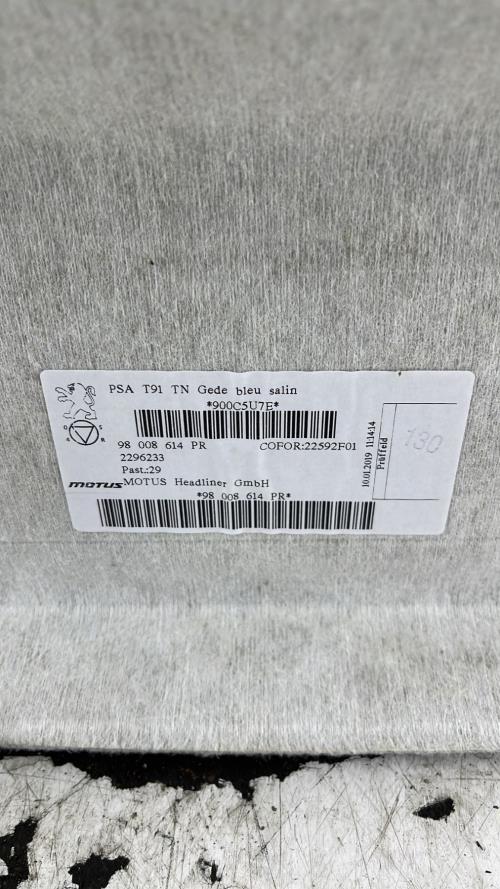 PSA T91 TN Gede bleu salin
*900C5U7E*
98 008 614 PR COFOR:22592F01
2296233
Past.:29
MOTUS MOTUS Headliner GmbH
*98 008 614 PR*
10.01.2019 11:14:14
Prüffeld
130
O S
S R